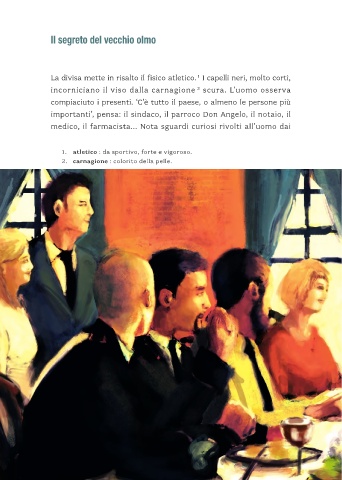 Il segreto del vecchio olmo
La divisa mette in risalto il fisico atletico.¹ I capelli neri, molto corti,
incorniciano il viso dalla carnagione² scura. L'uomo osserva
compiaciuto i presenti. 'C'è tutto il paese, o almeno le persone più
importanti', pensa: il sindaco, il parroco Don Angelo, il notaio, il
medico, il farmacista... Nota sguardi curiosi rivolti all'uomo dai
1. atletico : da sportivo, forte e vigoroso.
2. carnagione : colorito della pelle.